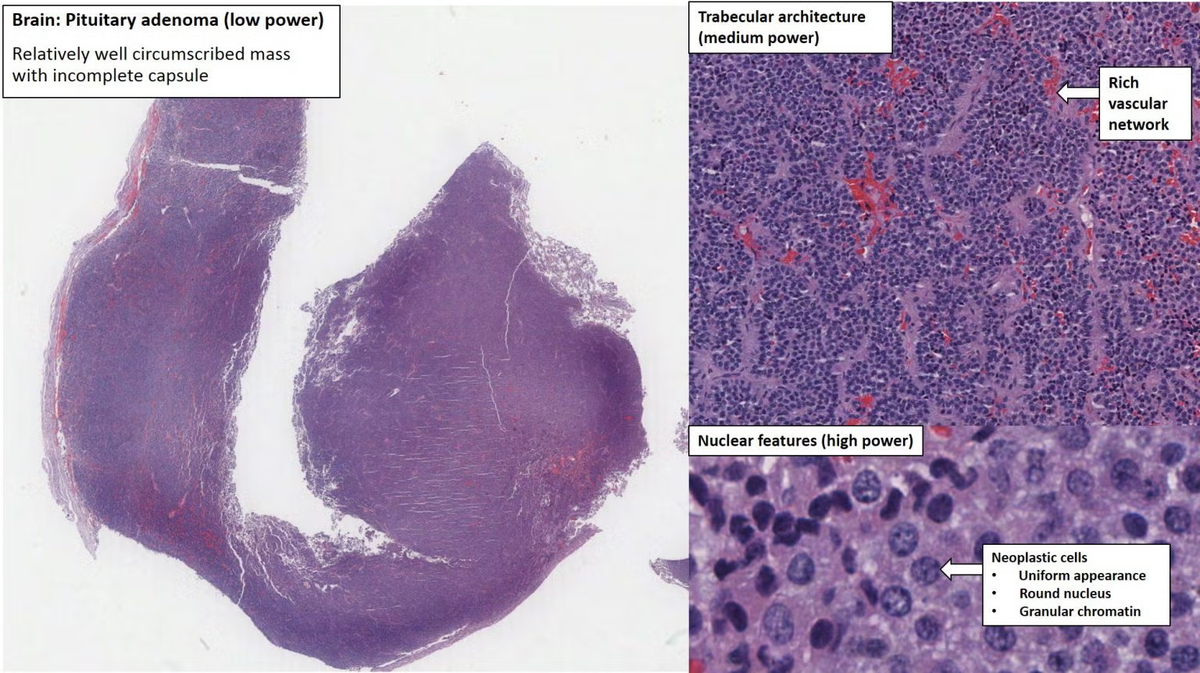 Brain: Pituitary adenoma (low power)
Relatively well circumscribed mass
with incomplete capsule
Trabecular architecture
(medium power)
Rich
vascular
network
Nuclear features (high power)
Neoplastic cells
• Uniform appearance
• Round nucleus
• Granular chromatin